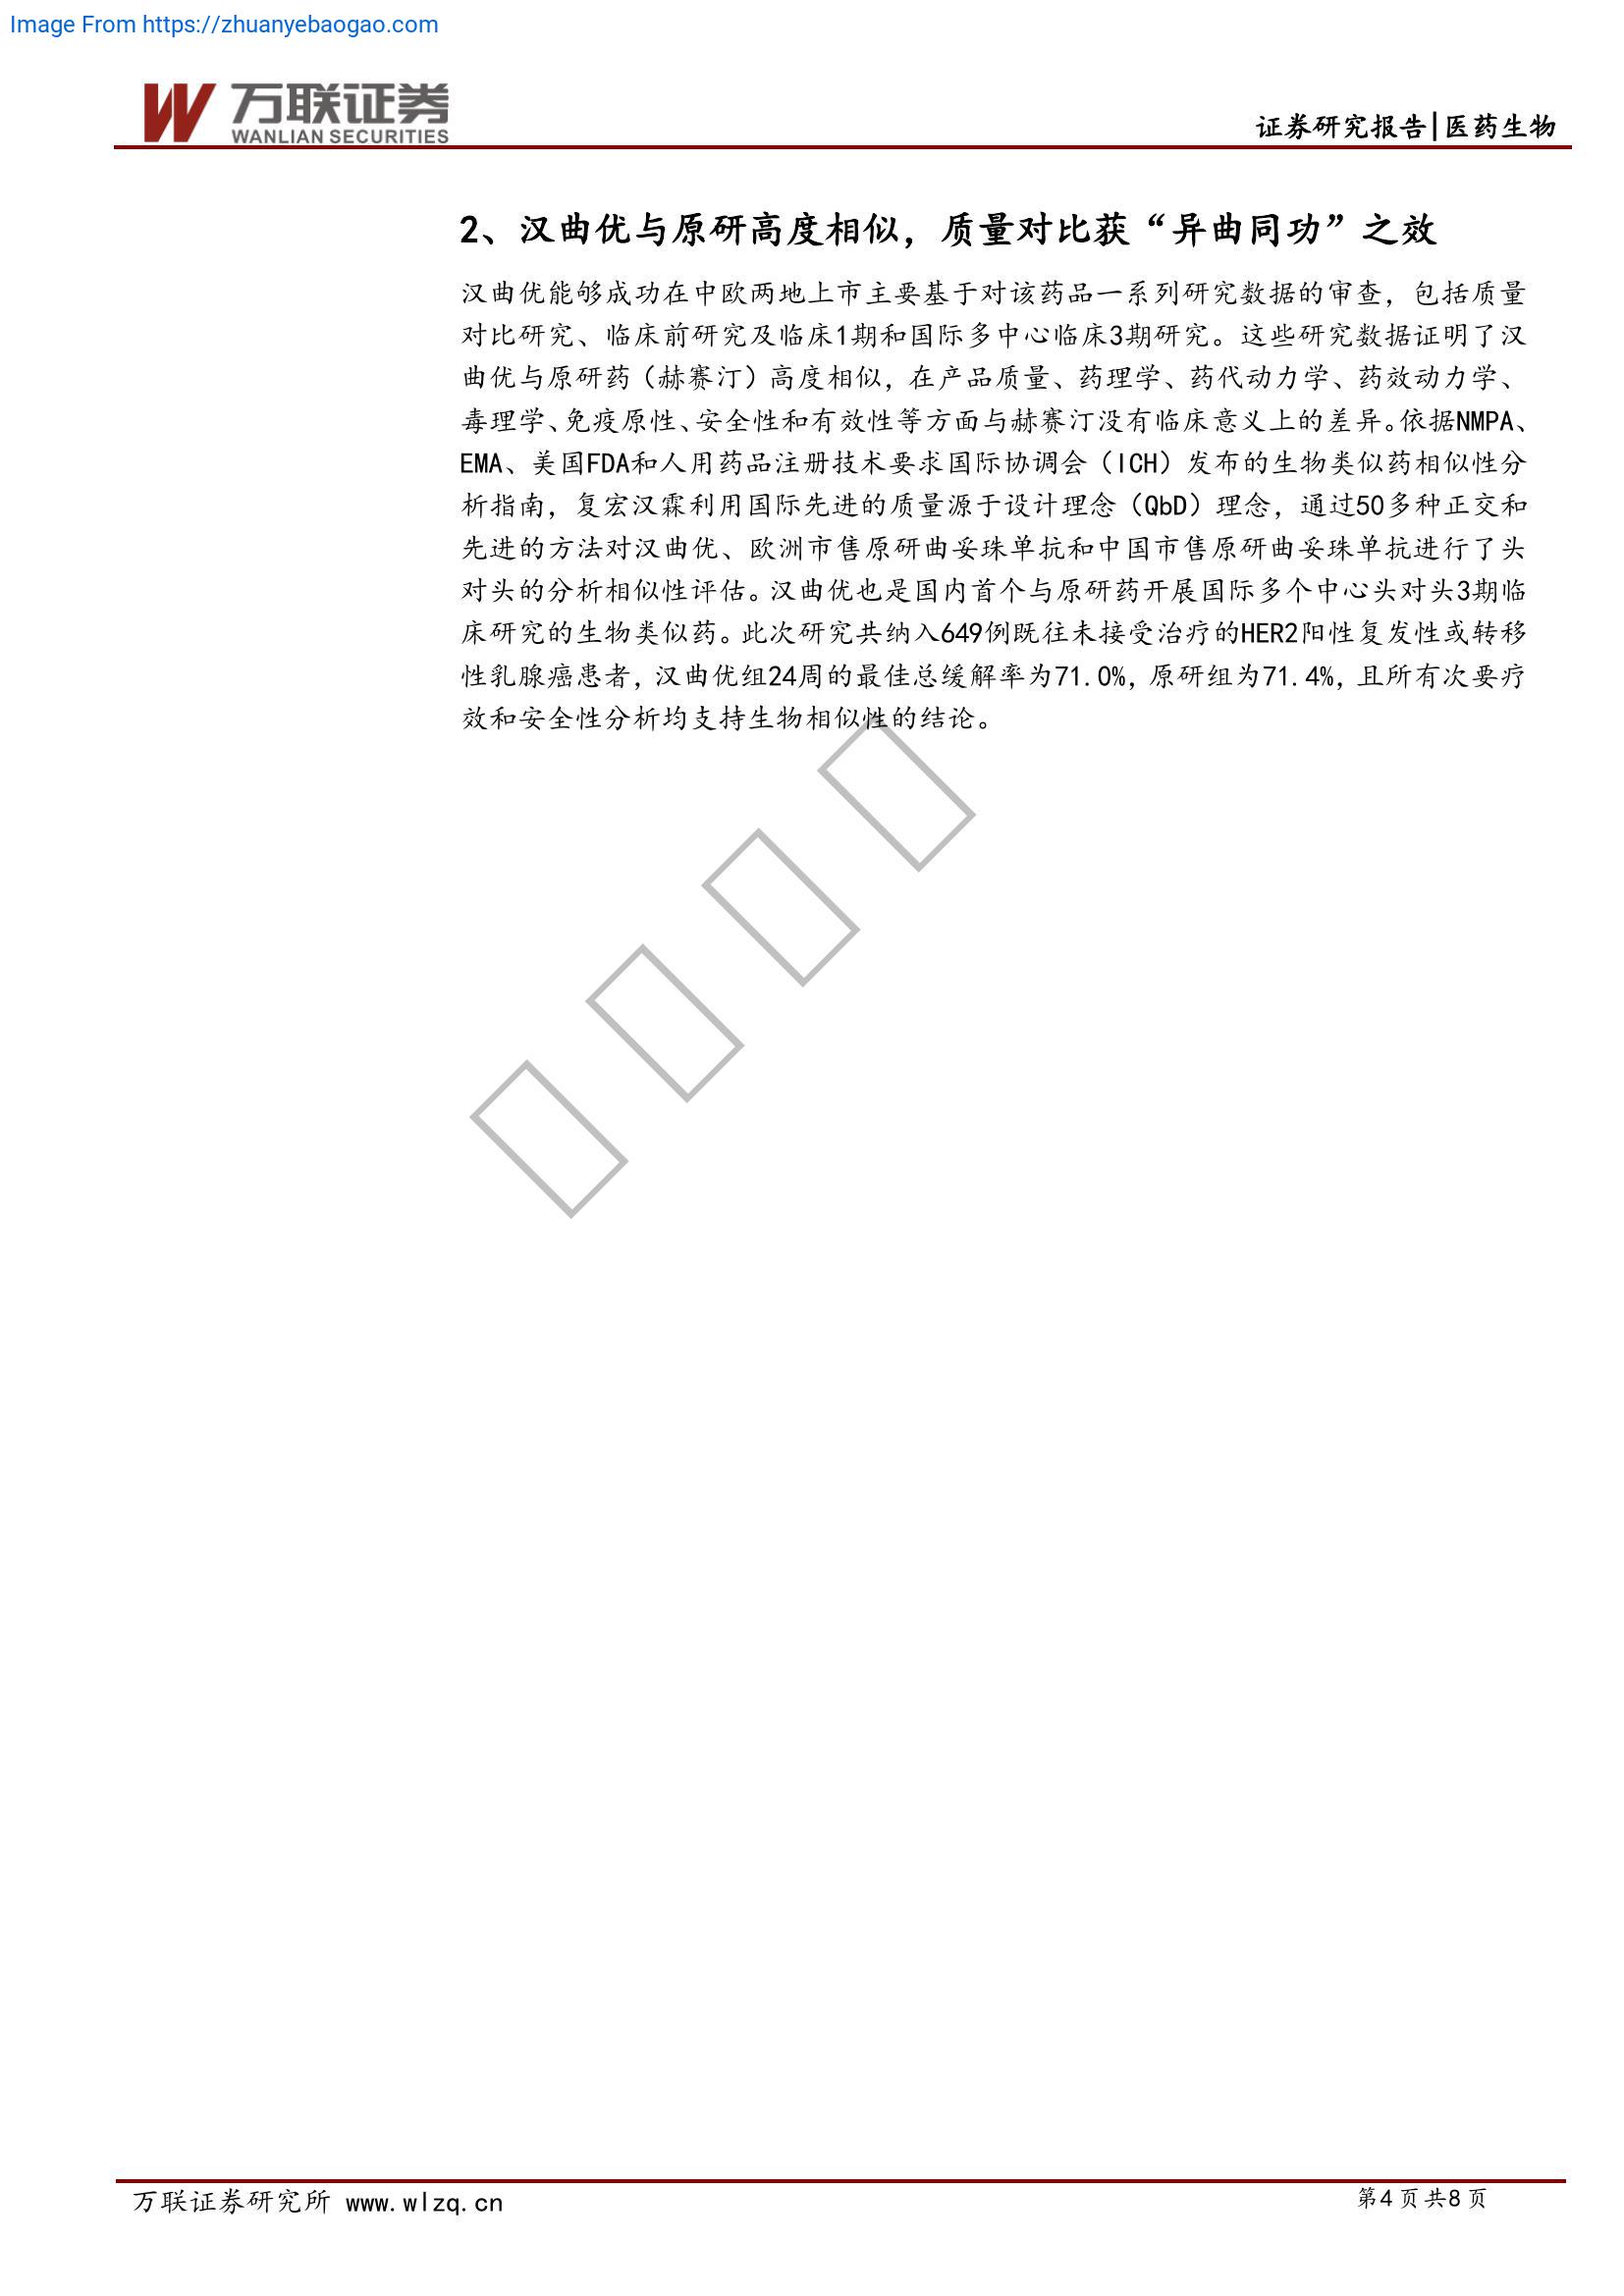 Image From https://zhuanyebaogao.com
万联证券
WANLIAN SECURITIES
证券研究报告|医药生物
2、汉曲优与原研高度相似，质量对比获“异曲同功”之效
汉曲优能够成功在中欧两地上市主要基于对该药品一系列研究数据的审查，包括质量
对比研究、临床前研究及临床1期和国际多中心临床3期研究。这些研究数据证明了汉
曲优与原研药（赫赛汀）高度相似，在产品质量、药理学、药代动力学、药效动力学、
毒理学、免疫原性、安全性和有效性等方面与赫赛汀没有临床意义上的差异。依据NMPA、
EMA、美国FDA和人用药品注册技术要求国际协调会（ICH）发布的生物类似药相似性分
析指南，复宏汉霖利用国际先进的质量源于设计理念（QbD）理念，通过50多种正交和
先进的方法对汉曲优、欧洲市售原研曲妥珠单抗和中国市售原研曲妥珠单抗进行了头
对头的分析相似性评估。汉曲优也是国内首个与原研药开展国际多个中心头对头3期临
床研究的生物类似药。此次研究共纳入649例既往未接受治疗的HER2阳性复发性或转移
性乳腺癌患者，汉曲优组24周的最佳总缓解率为71.0%，原研组为71.4%，且所有次要疗
效和安全性分析均支持生物相似性的结论。
万联证券研究所 www.wlzq.cn
第4页共8页